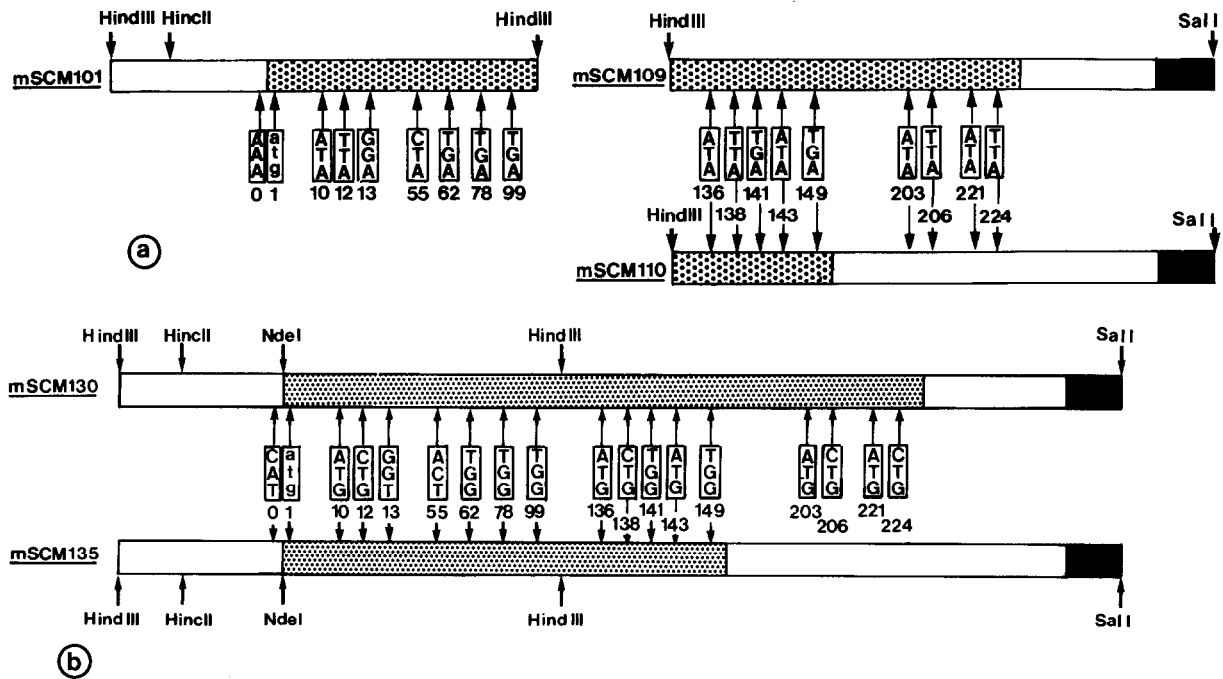 HindIII HincII HindIII HindIII Sal I
mSCM101 mSCM109
AAA atg ATA TTA GGA CTA TGA TGA TGA
0 1 10 12 13 55 62 78 99
ATA TTA TGA ATA TGA ATA TTA ATA TTA
136 138 141 143 149 203 206 221 224
HindIII Sal I
mSCM110
a
HindIII HincII NdeI HindIII Sal I
mSCM130
CAT atg ATG CTG GGT ACT TGG TGG TGG ATG CTG TGG ATG TGG ATG CTG ATG CTG
0 1 10 12 13 55 62 78 99 136 138 141 143 149 203 206 221 224
mSCM135
HindIII HincII NdeI HindIII Sal I
b